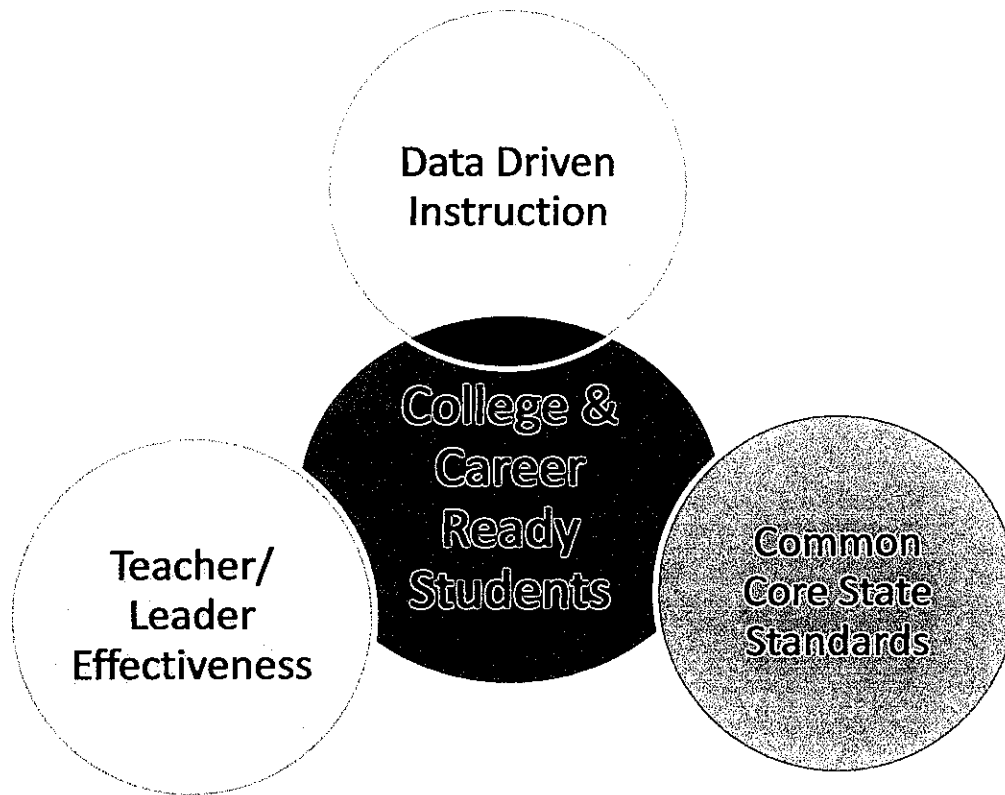 Data Driven
Instruction
College &
Career
Ready
Students
Teacher/
Leader
Effectiveness
Common
Core State
Standards